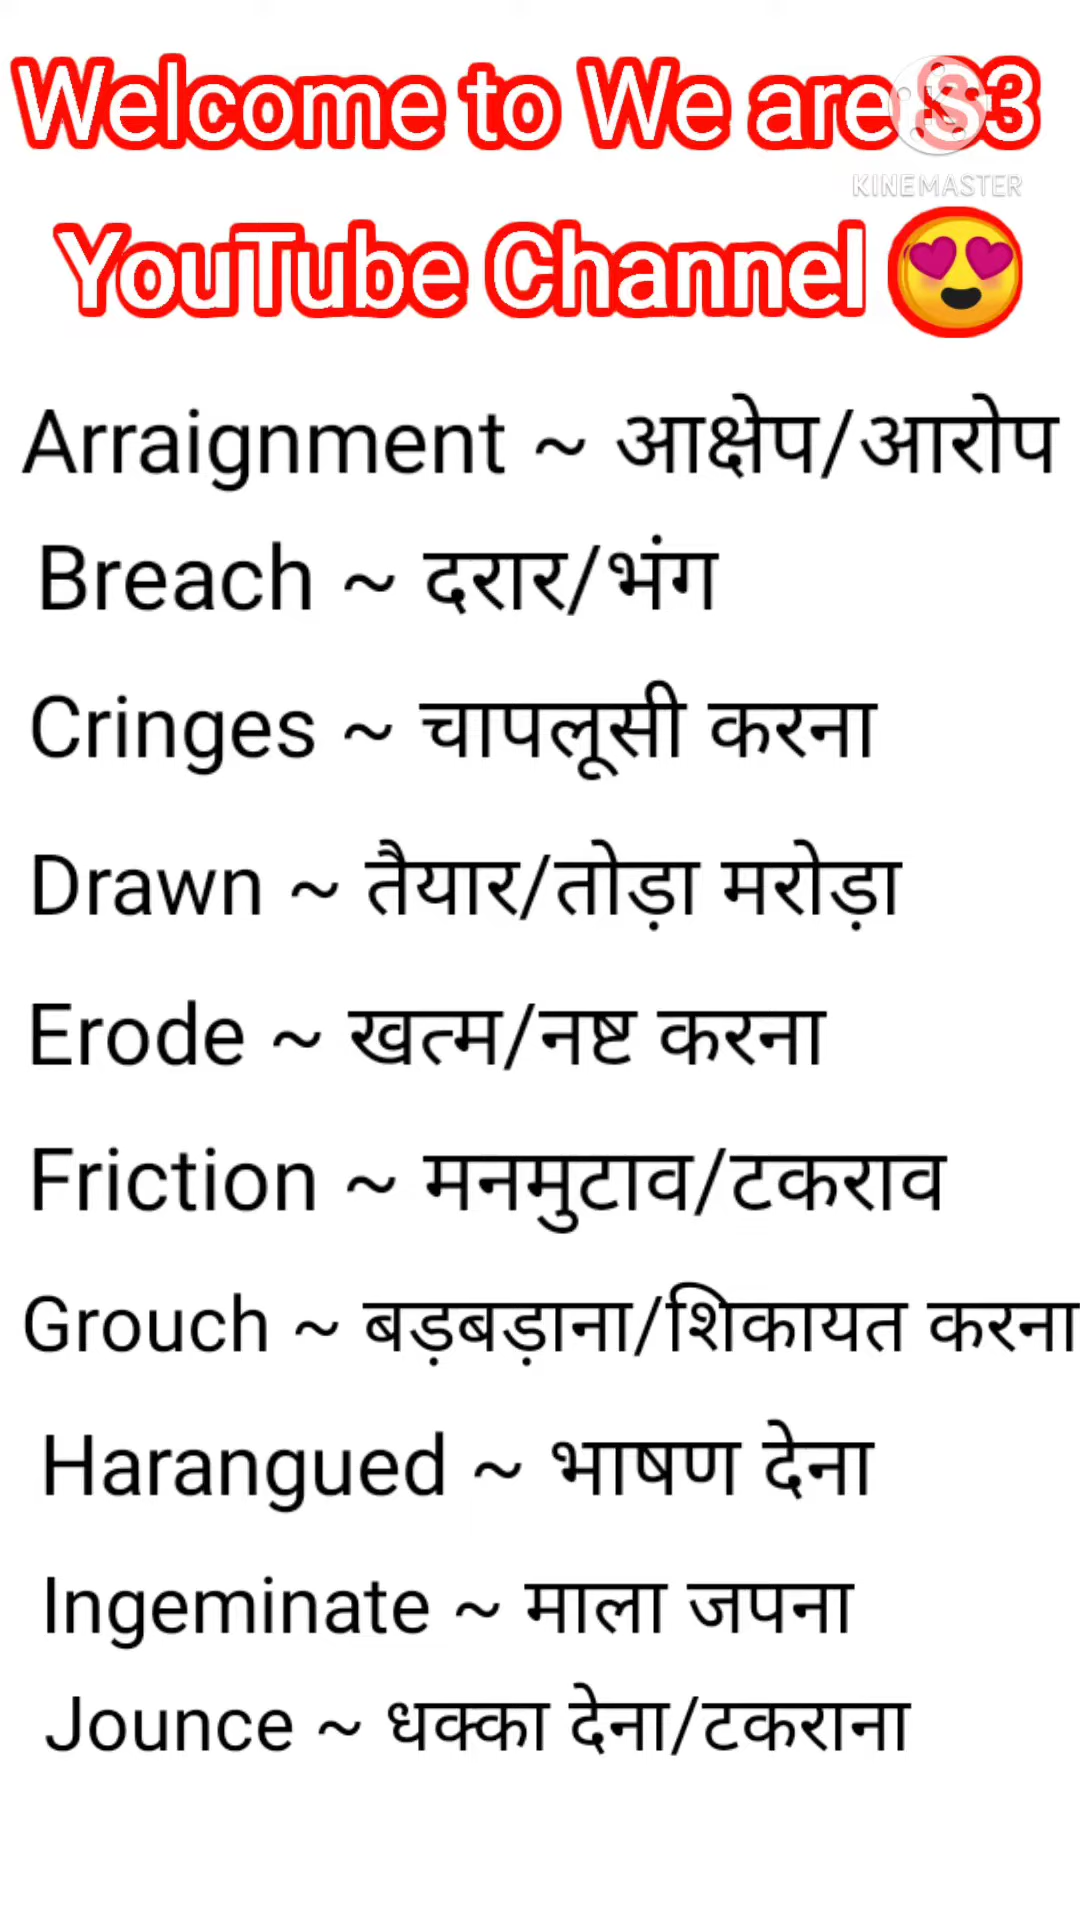 Welcome to We are S3
KINEMASTER
YouTube Channel 😍
Arraignment ~ आक्षेप/आरोप
Breach ~ दरार/भंग
Cringes ~ चापलूसी करना
Drawn ~ तैयार/तोड़ा मरोड़ा
Erode ~ खत्म/नष्ट करना
Friction ~ मनमुटाव/टकराव
Grouch ~ बड़बड़ाना/शिकायत करना
Harangued ~ भाषण देना
Ingeminate ~ माला जपना
Jounce ~ धक्का देना/टकराना